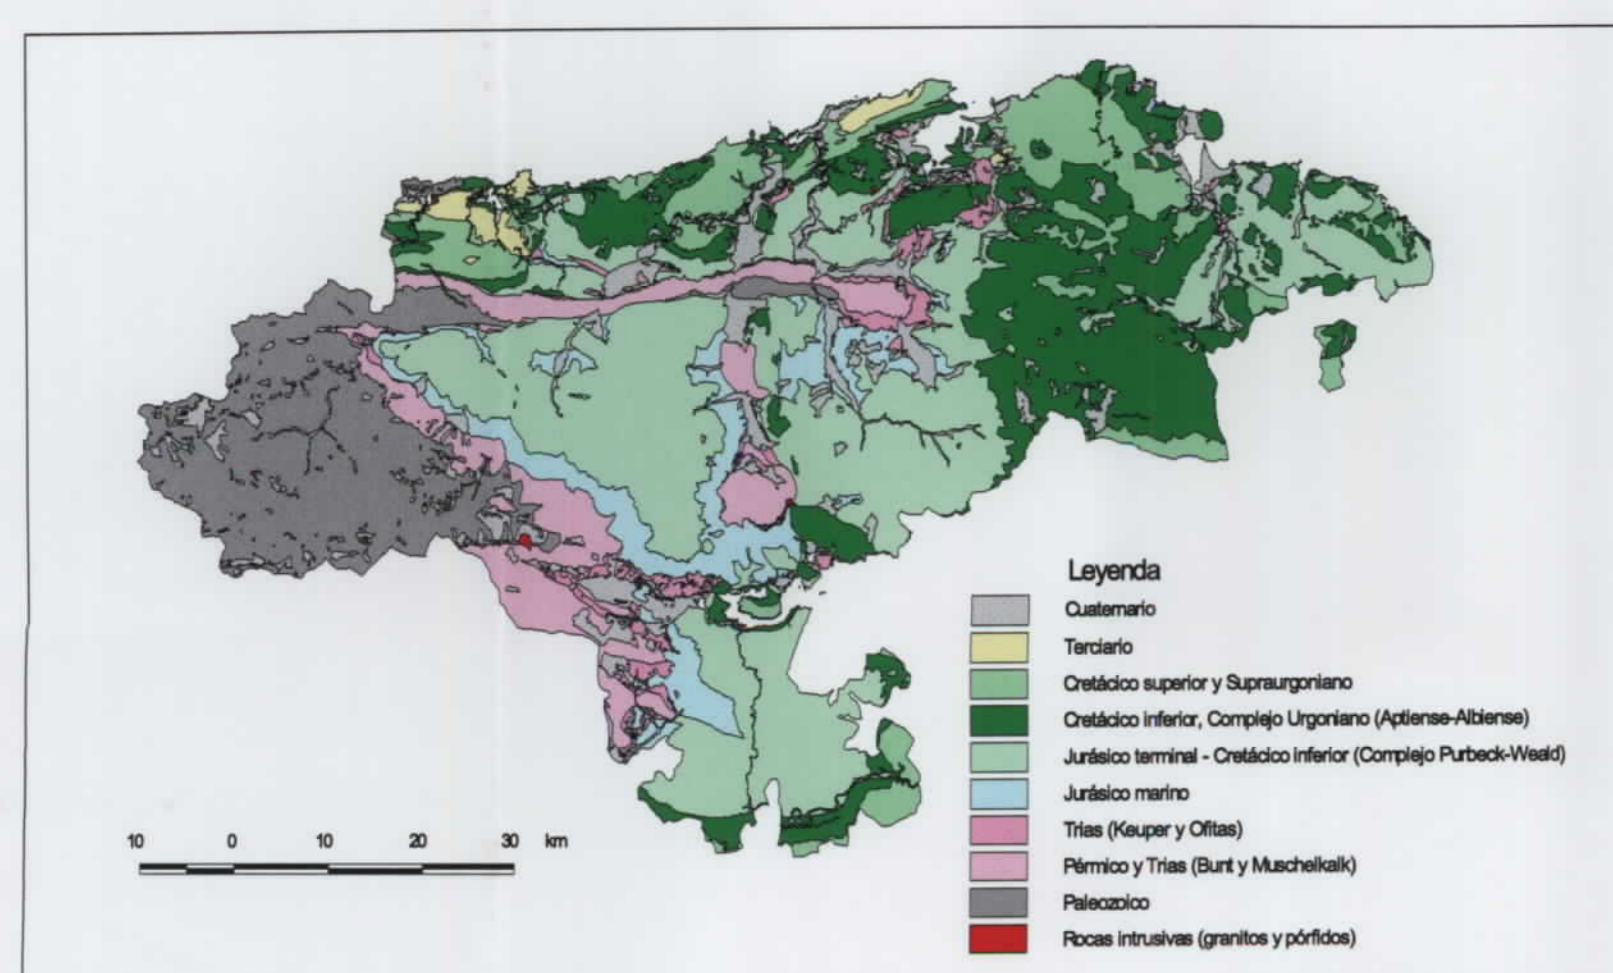 Leyenda
Cuaternario
Terciario
Cretácico superior y Supraurgoniano
Cretácico inferior, Complejo Urgoniano (Aptiense-Albiense)
Jurásico terminal - Cretácico inferior (Complejo Purbeck-Weald)
Jurásico marino
Trias (Keuper y Ofitas)
Pérmico y Trias (Bunt y Muschelkalk)
Paleozoico
Rocas intrusivas (granitos y pórfidos)
10 0 10 20 30 km